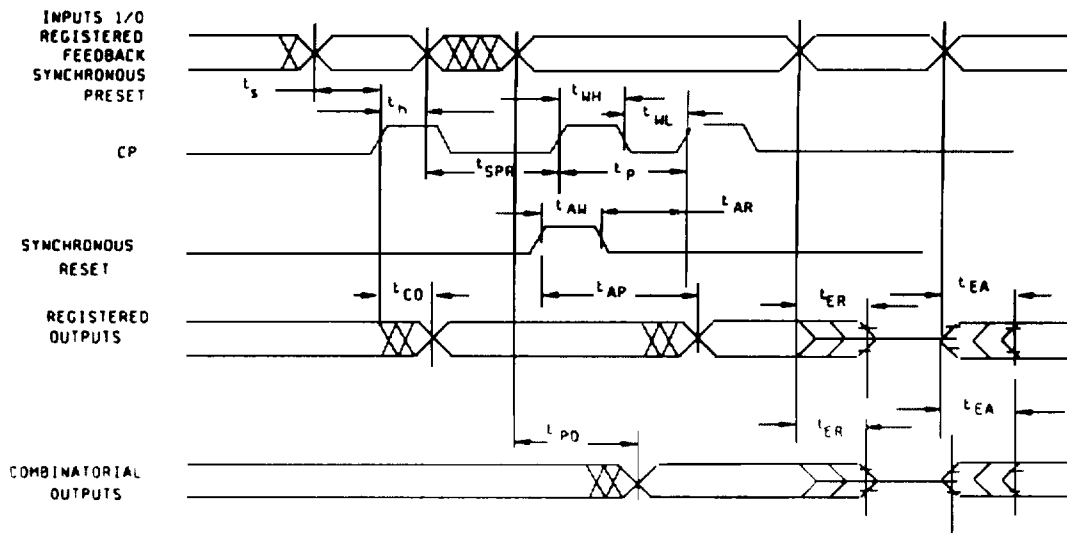 INPUTS I/O
REGISTERED
FEEDBACK
SYNCHRONOUS
PRESET
ts
th
tWH
tWL
CP
tSPR
tP
tAW
tAR
SYNCHRONOUS
RESET
tCO
tAP
tER
tEA
REGISTERED
OUTPUTS
tPD
tER
tEA
COMBINATORIAL
OUTPUTS